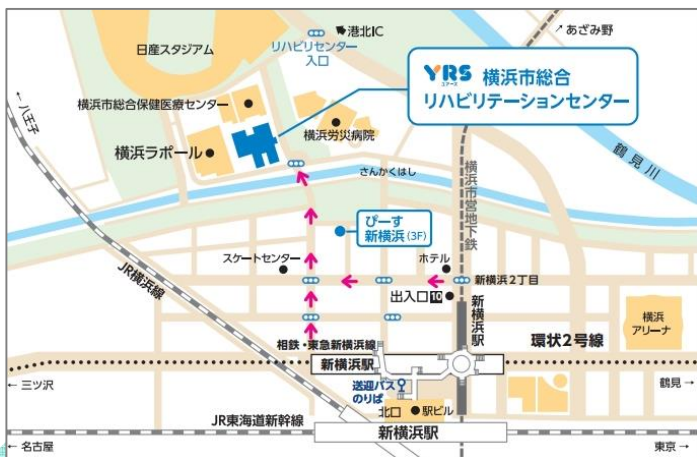 日産スタジアム
港北IC
リハビリセンター
入口
↗あざみ野
YRS
ユアーズ
横浜市総合
リハビリテーションセンター
←八王子
横浜市総合保健医療センター
横浜労災病院
横浜ラポール
さんかくはし
鶴見川
横浜市営地下鉄
ぴーす
新横浜(3F)
スケートセンター
ホテル
新横浜2丁目
JR横浜線
出入口10
新横浜駅
横浜
アリーナ
相鉄・東急新横浜線
環状2号線
新横浜駅
←三ツ沢
送迎バス
のりば
鶴見→
北口
駅ビル
JR東海道新幹線
新横浜駅
←名古屋
東京→